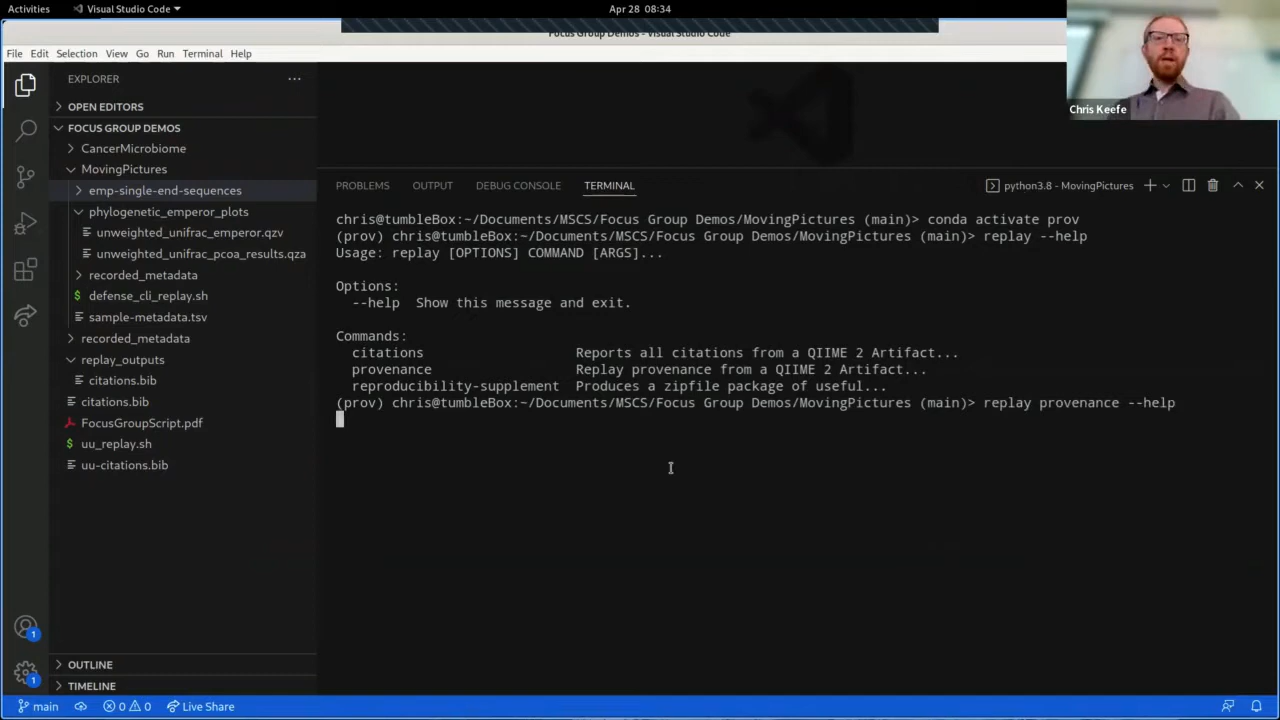 Activities
Visual Studio Code
Apr 28 08:34
Focus Group Demos - Visual Studio Code
File Edit Selection View Go Run Terminal Help
Chris Keefe
EXPLORER
OPEN EDITORS
FOCUS GROUP DEMOS
CancerMicrobiome
MovingPictures
emp-single-end-sequences
phylogenetic_emperor_plots
unweighted_unifrac_emperor.qzv
unweighted_unifrac_pcoa_results.qza
recorded_metadata
$ defense_cli_replay.sh
sample-metadata.tsv
recorded_metadata
replay_outputs
citations.bib
citations.bib
FocusGroupScript.pdf
$ uu_replay.sh
uu-citations.bib
OUTLINE
TIMELINE
PROBLEMS OUTPUT DEBUG CONSOLE TERMINAL
python3.8 - MovingPictures
chris@tumbleBox:~/Documents/MSCS/Focus Group Demos/MovingPictures (main)> conda activate prov
(prov) chris@tumbleBox:~/Documents/MSCS/Focus Group Demos/MovingPictures (main)> replay --help
Usage: replay [OPTIONS] COMMAND [ARGS]...
Options:
--help Show this message and exit.
Commands:
citations Reports all citations from a QIIME 2 Artifact...
provenance Replay provenance from a QIIME 2 Artifact...
reproducibility-supplement Produces a zipfile package of useful...
(prov) chris@tumbleBox:~/Documents/MSCS/Focus Group Demos/MovingPictures (main)> replay provenance --help
1
1
main
0 0
Live Share